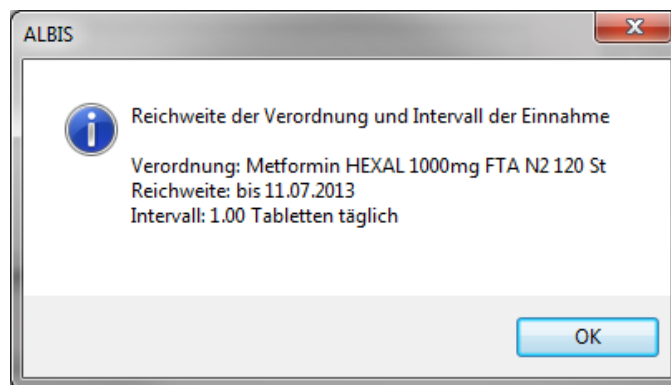 ALBIS
Reichweite der Verordnung und Intervall der Einnahme
Verordnung: Metformin HEXAL 1000mg FTA N2 120 St
Reichweite: bis 11.07.2013
Intervall: 1.00 Tabletten täglich
OK